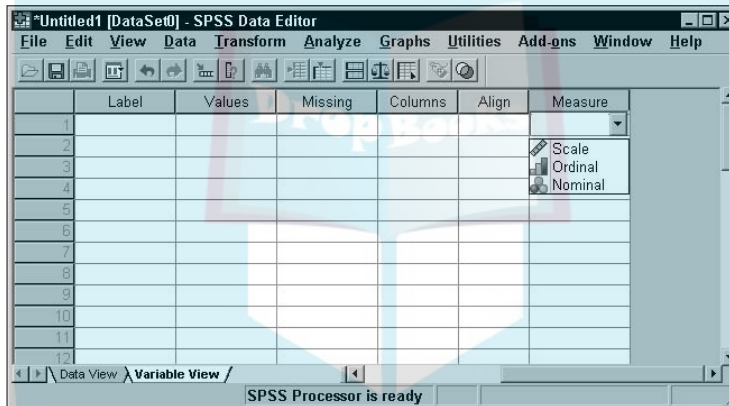 *Untitled1 [DataSet0] - SPSS Data Editor
File Edit View Data Transform Analyze Graphs Utilities Add-ons Window Help
Label Values Missing Columns Align Measure
1
2 Scale
3 Ordinal
4 Nominal
5
6
7
8
9
10
11
12
Data View Variable View
SPSS Processor is ready
Drop Books